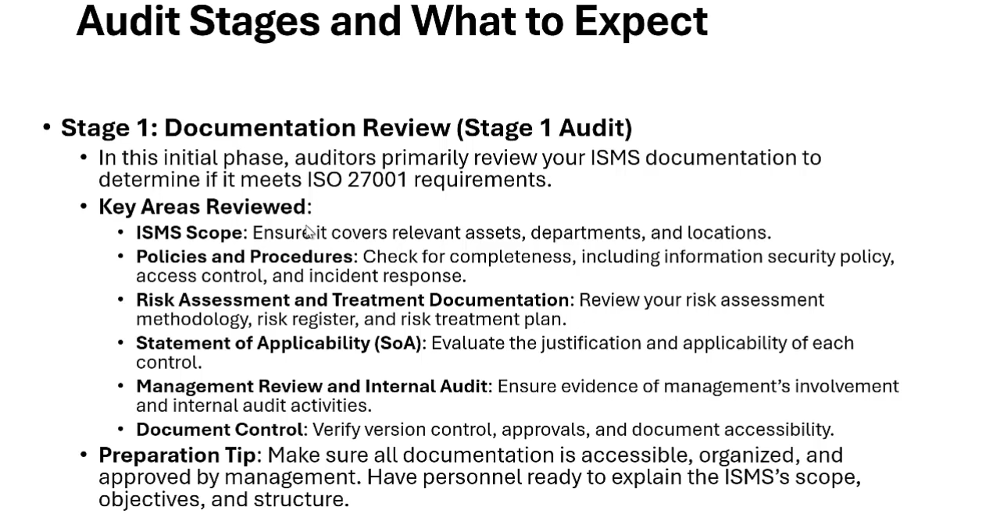 Audit Stages and What to Expect
• Stage 1: Documentation Review (Stage 1 Audit)
• In this initial phase, auditors primarily review your ISMS documentation to
determine if it meets ISO 27001 requirements.
• Key Areas Reviewed:
• ISMS Scope: Ensure it covers relevant assets, departments, and locations.
• Policies and Procedures: Check for completeness, including information security policy,
access control, and incident response.
• Risk Assessment and Treatment Documentation: Review your risk assessment
methodology, risk register, and risk treatment plan.
• Statement of Applicability (SoA): Evaluate the justification and applicability of each
control.
• Management Review and Internal Audit: Ensure evidence of management’s involvement
and internal audit activities.
• Document Control: Verify version control, approvals, and document accessibility.
• Preparation Tip: Make sure all documentation is accessible, organized, and
approved by management. Have personnel ready to explain the ISMS’s scope,
objectives, and structure.